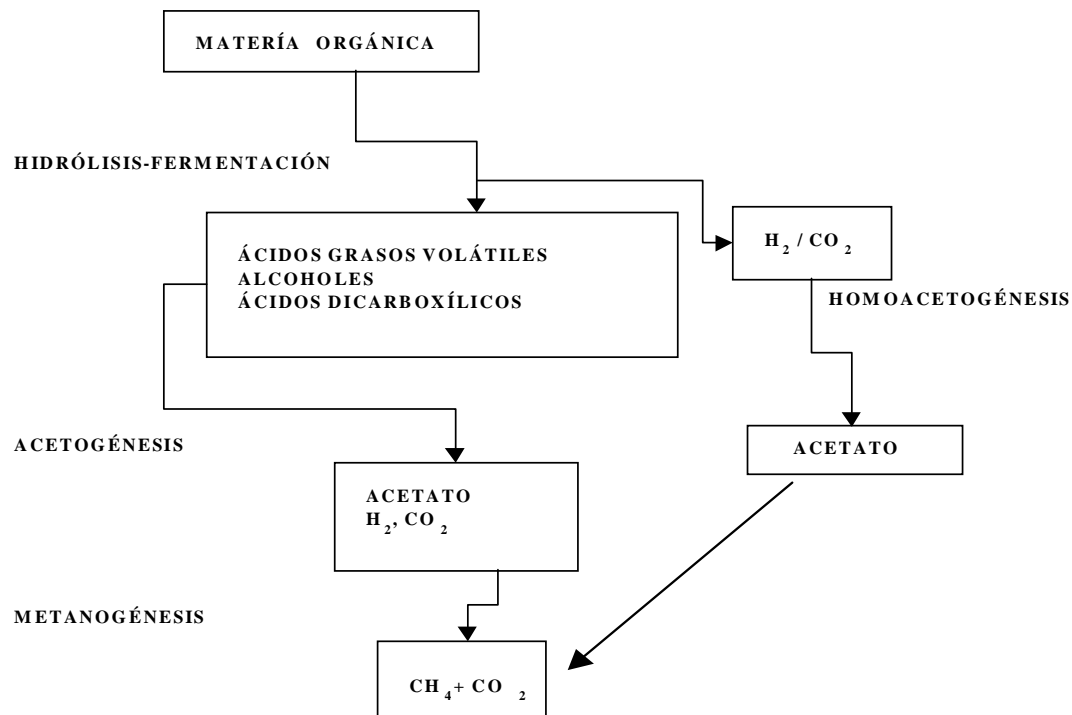 MATERÍA ORGÁNICA
HIDRÓLISIS-FERMENTACIÓN
ÁCIDOS GRASOS VOLÁTILES
ALCOHOLES
ÁCIDOS DICARBOXÍLICOS
H₂ / CO₂
HOMOACETOGÉNESIS
ACETOGÉNESIS
ACETATO
ACETATO
H₂, CO₂
METANOGÉNESIS
CH₄ + CO₂